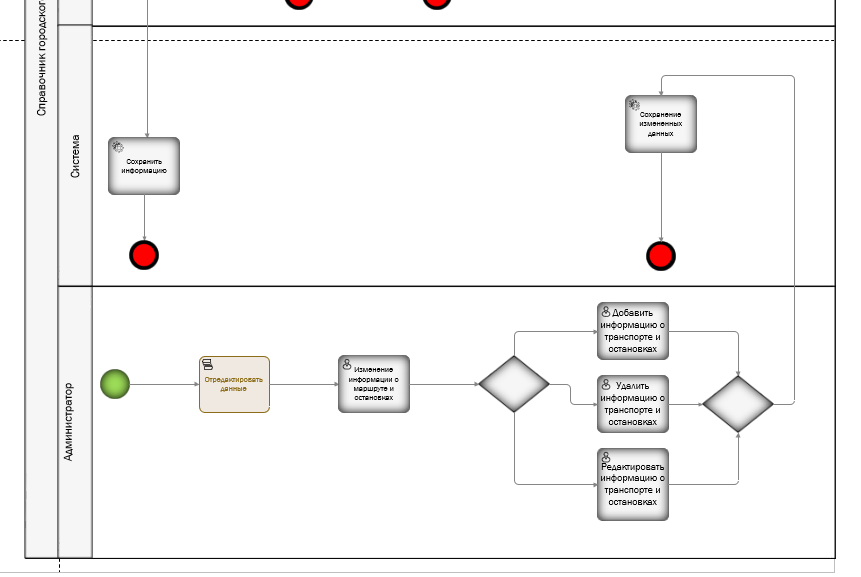 Справочник городског
Система
Сохранить
информацию
Сохранение
измененных
данных
Администратор
Отредактировать
данные
Изменение
информации о
маршруте и
остановках
Добавить
информацию о
транспорте и
остановках
Удалить
информацию о
транспорте и
остановках
Редактировать
информацию о
транспорте и
остановках